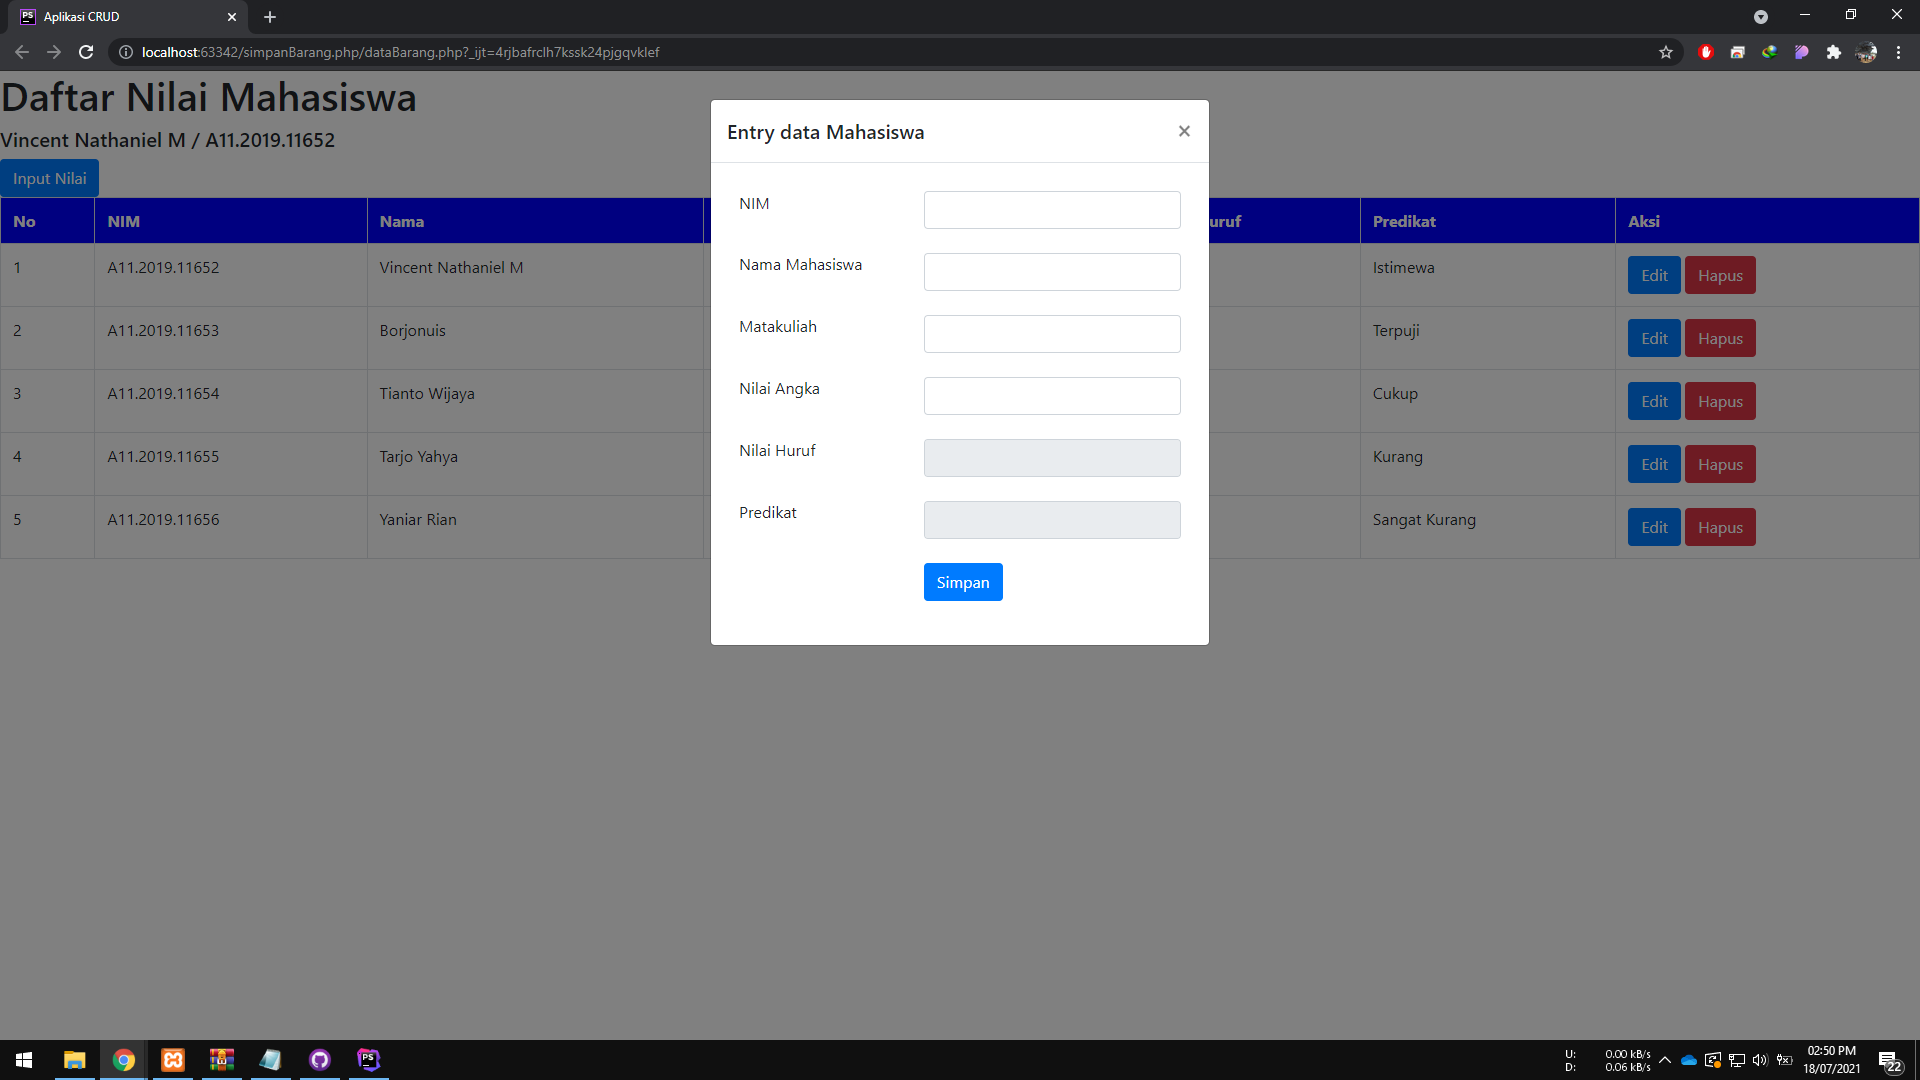 Aplikasi CRUD
localhost:63342/simpanBarang.php/dataBarang.php?_ijt=4rjbafrclh7kssk24pjgqvklef
Daftar Nilai Mahasiswa
Vincent Nathaniel M / A11.2019.11652
Input Nilai
No NIM Nama uruf Predikat Aksi
1 A11.2019.11652 Vincent Nathaniel M Istimewa Edit Hapus
2 A11.2019.11653 Borjonuis Terpuji Edit Hapus
3 A11.2019.11654 Tianto Wijaya Cukup Edit Hapus
4 A11.2019.11655 Tarjo Yahya Kurang Edit Hapus
5 A11.2019.11656 Yaniar Rian Sangat Kurang Edit Hapus
Entry data Mahasiswa ×
NIM
Nama Mahasiswa
Matakuliah
Nilai Angka
Nilai Huruf
Predikat
Simpan
PS
PS
U: 0.00 kB/s
D: 0.06 kB/s
02:50 PM
18/07/2021
22